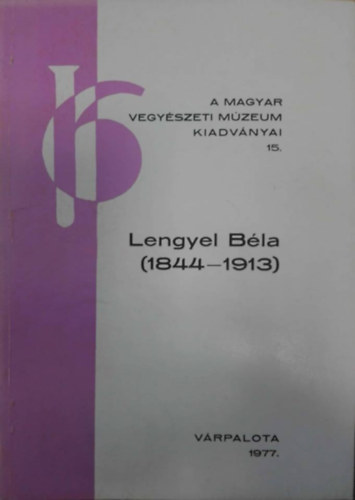 A MAGYAR
VEGYÉSZETI MÚZEUM
KIADVÁNYAI
15.
Lengyel Béla
(1844–1913)
VÁRPALOTA
1977.